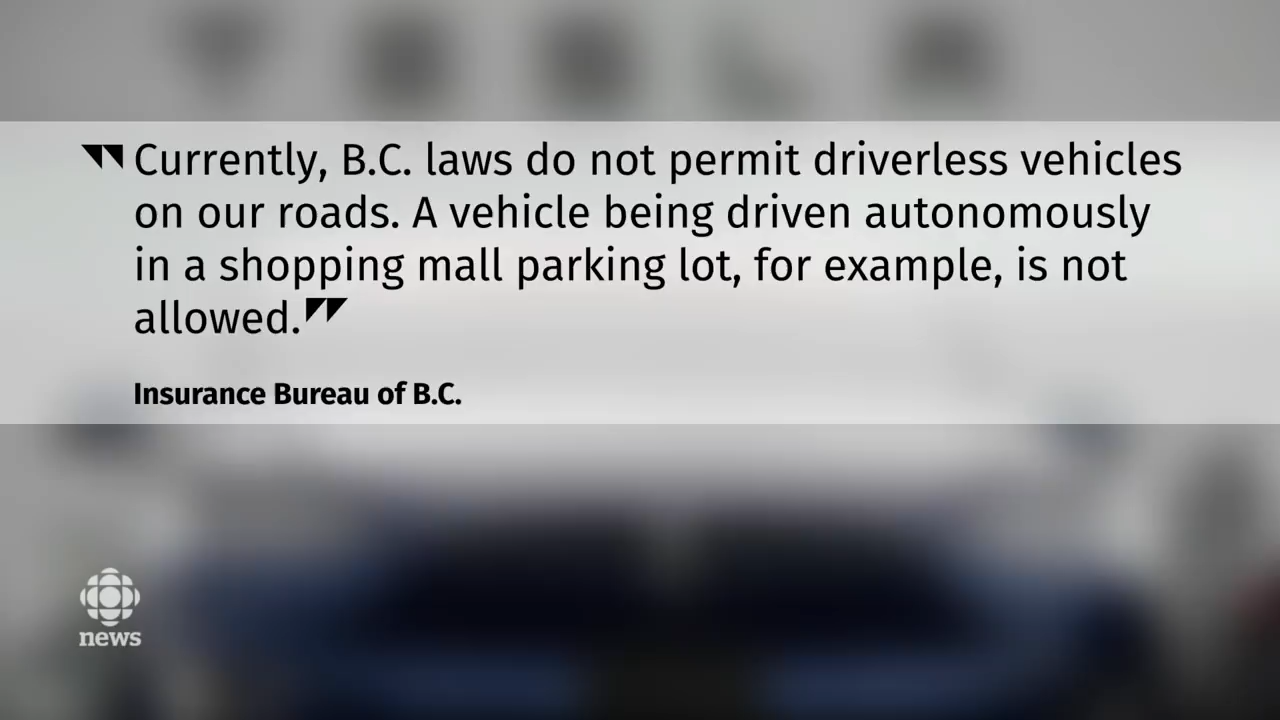 Currently, B.C. laws do not permit driverless vehicles
on our roads. A vehicle being driven autonomously
in a shopping mall parking lot, for example, is not
allowed.
Insurance Bureau of B.C.
news